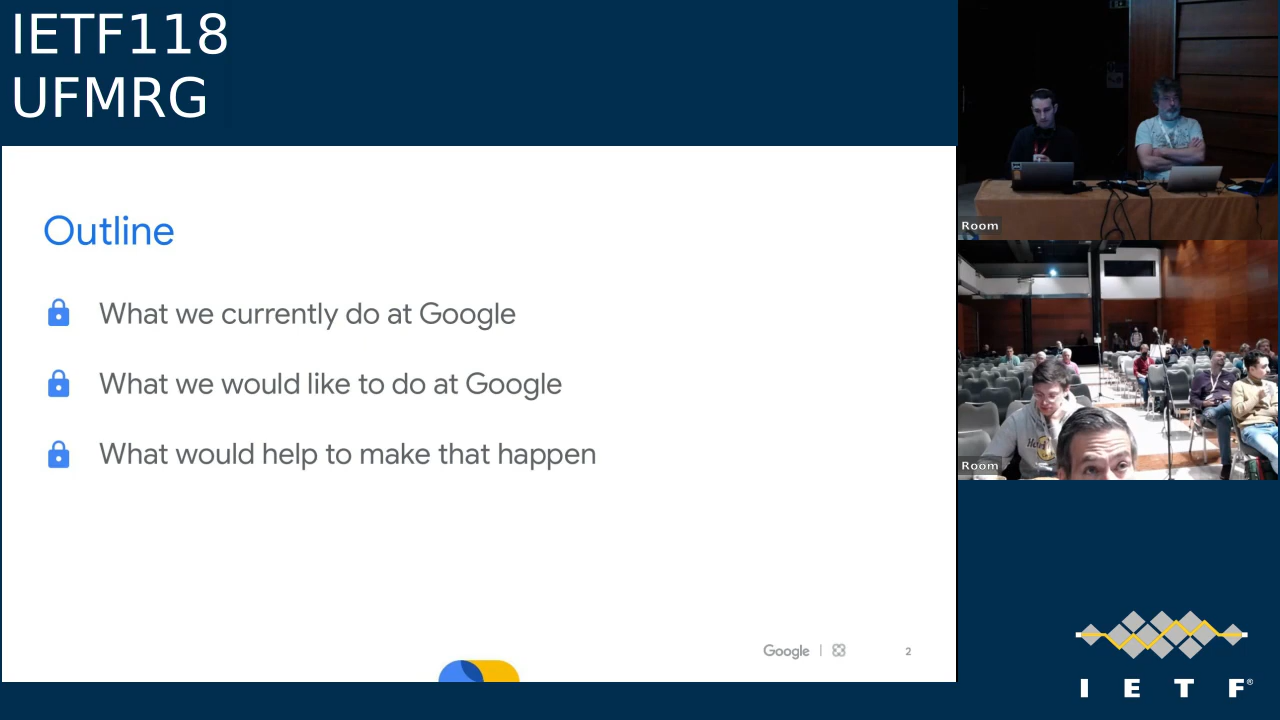 IETF118
UFMRG
Outline
What we currently do at Google
What we would like to do at Google
What would help to make that happen
Google
2
Room
Room
I E T F®